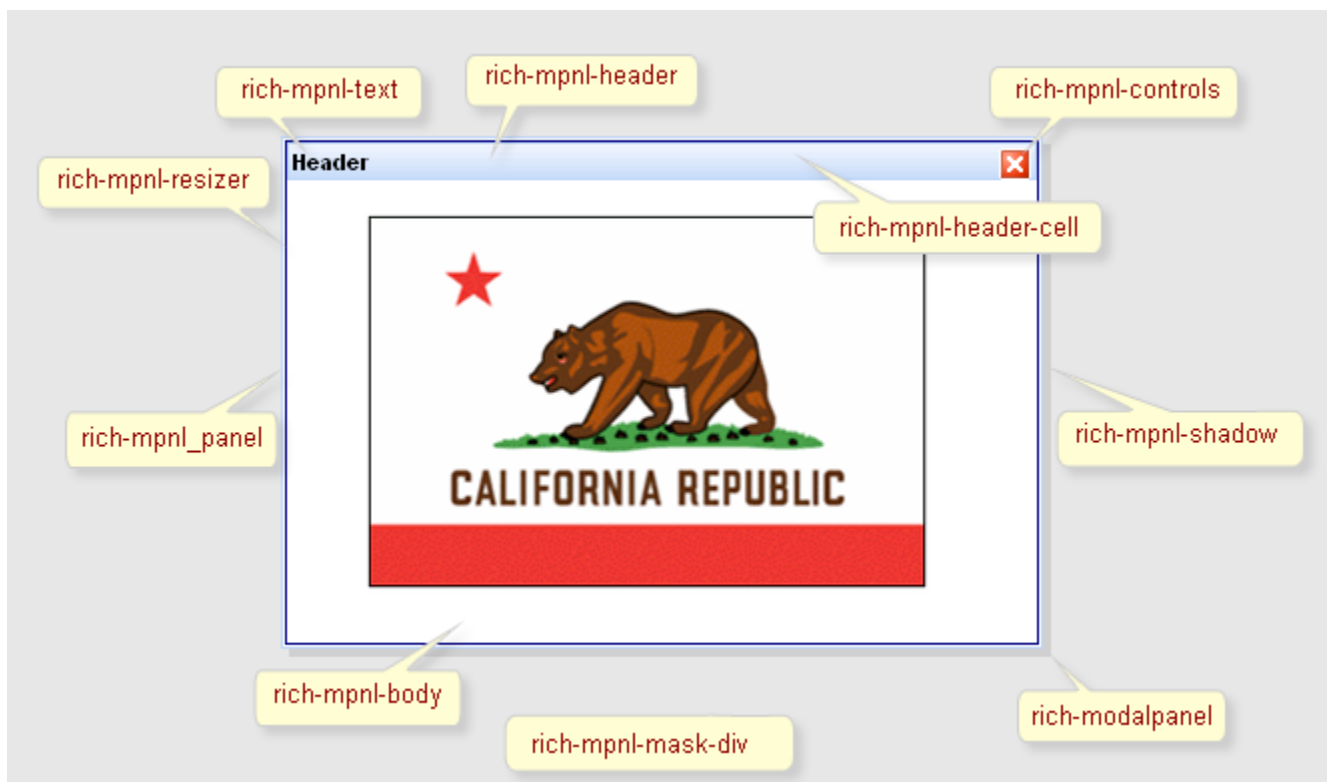 rich-mpnl-text
rich-mpnl-header
rich-mpnl-controls
Header
rich-mpnl-resizer
rich-mpnl-header-cell
rich-mpnl_panel
rich-mpnl-shadow
CALIFORNIA REPUBLIC
rich-mpnl-body
rich-modalpanel
rich-mpnl-mask-div